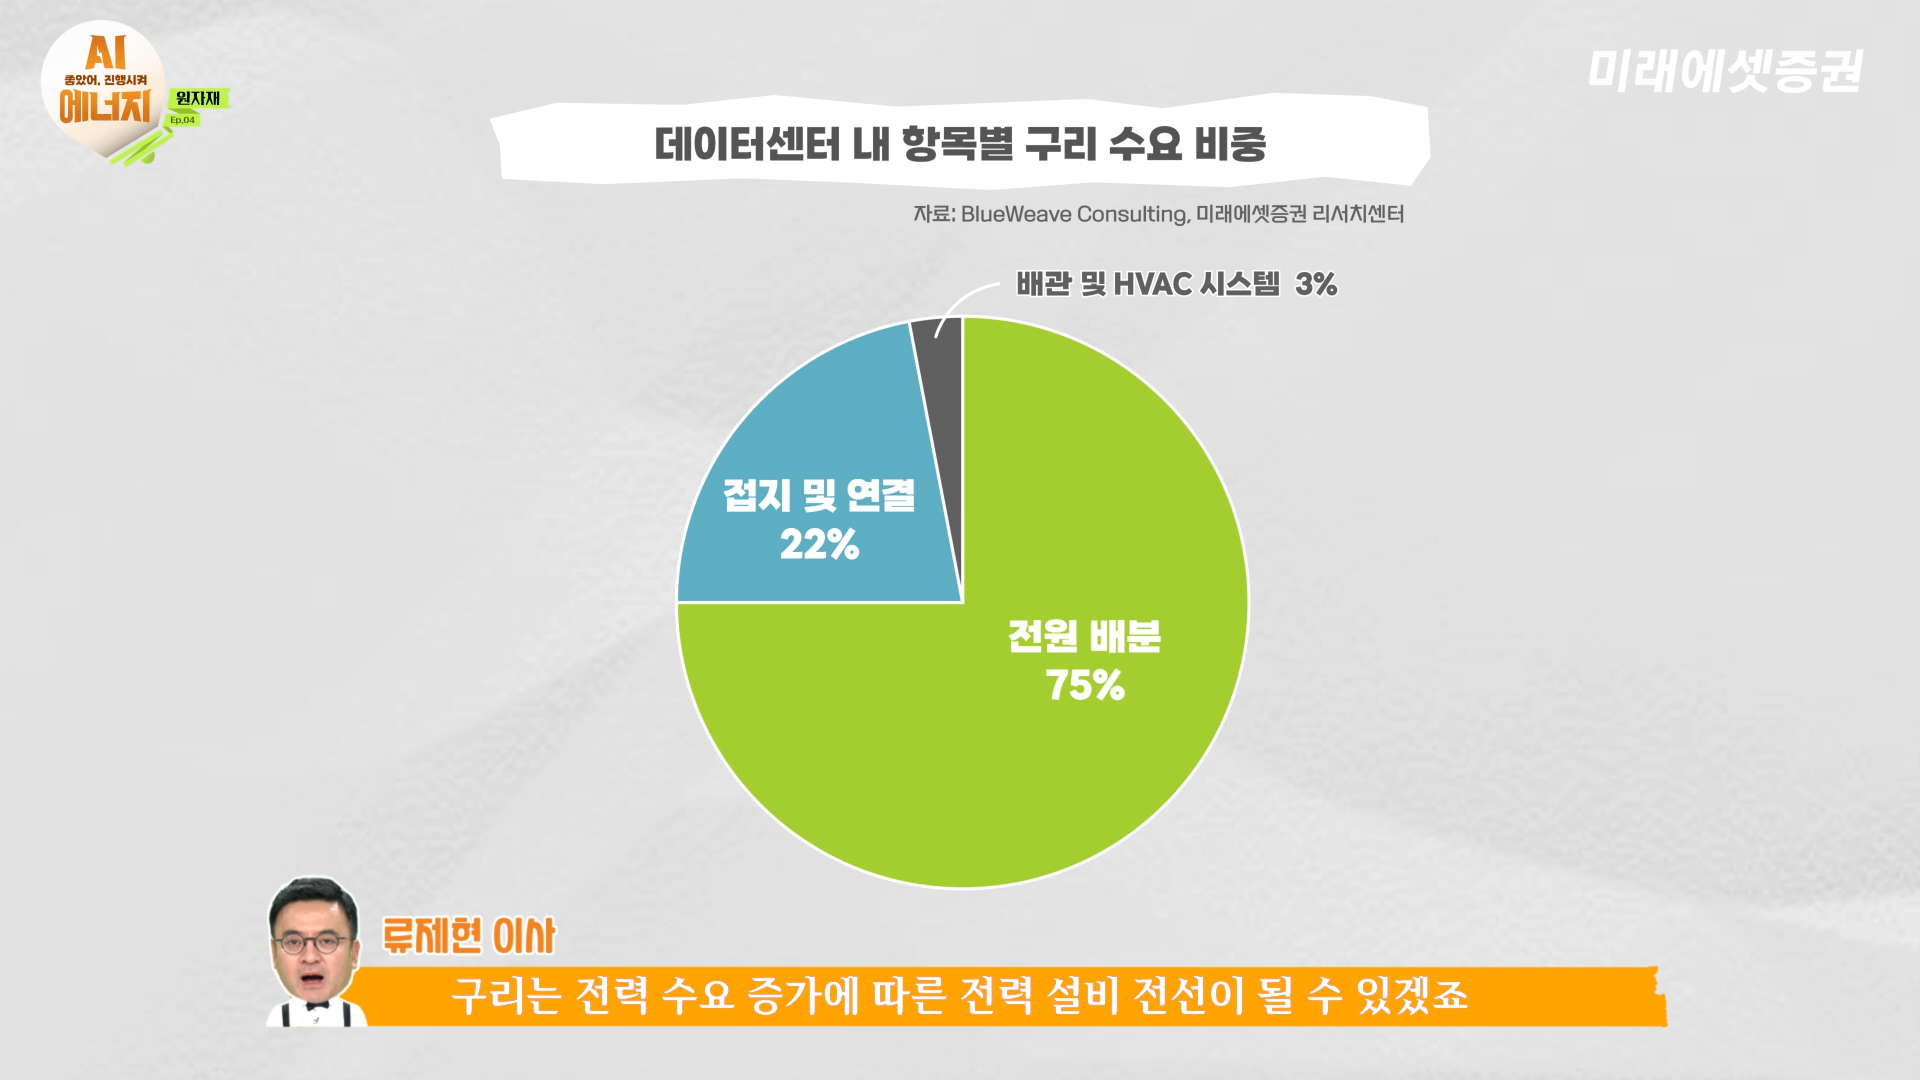 AI
좋았어, 진행시켜
에너지
원자재
Ep.04
미래에셋증권
데이터센터 내 항목별 구리 수요 비중
자료: BlueWeave Consulting, 미래에셋증권 리서치센터
배관 및 HVAC 시스템 3%
접지 및 연결
22%
전원 배분
75%
류제현 이사
구리는 전력 수요 증가에 따른 전력 설비 전선이 될 수 있겠죠